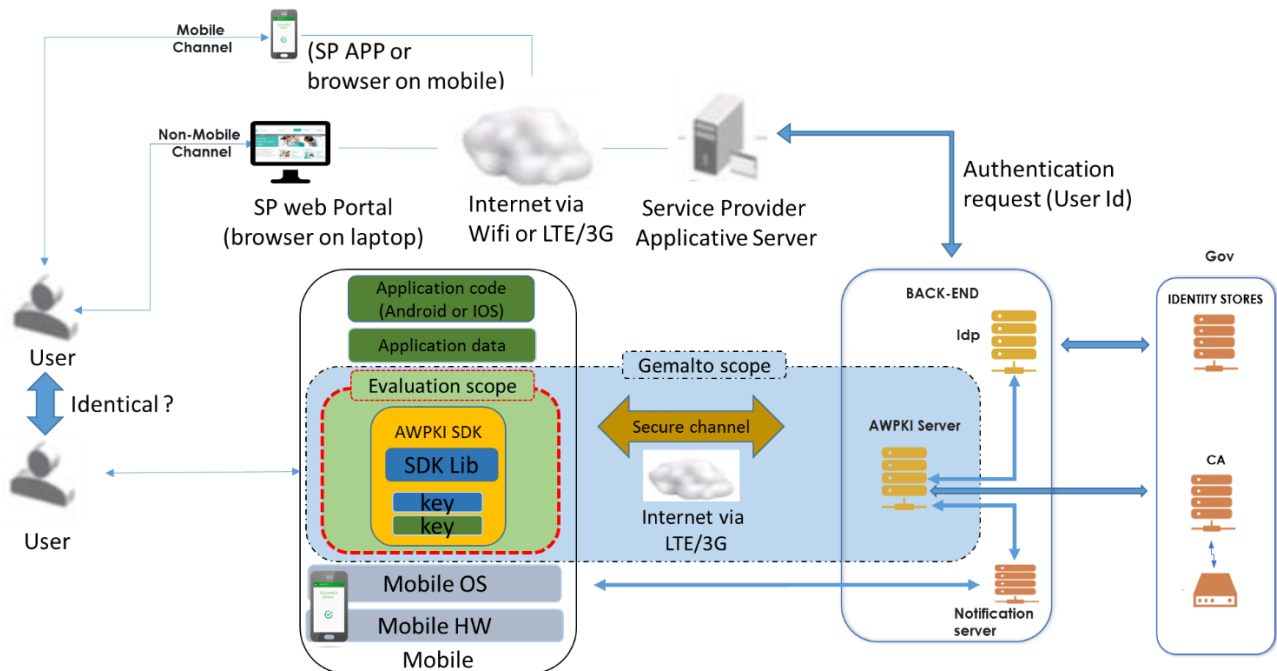 Mobile
Channel
(SP APP or
browser on mobile)
Non-Mobile
Channel
SP web Portal
(browser on laptop)
Internet via
Wifi or LTE/3G
Service Provider
Applicative Server
Authentication
request (User Id)
User
Identical ?
User
Application code
(Android or IOS)
Application data
Evaluation scope
AWPKI SDK
SDK Lib
key
key
Mobile OS
Mobile HW
Mobile
Gemalto scope
Secure channel
Internet via
LTE/3G
BACK-END
Idp
AWPKI Server
Notification
server
Gov
IDENTITY STORES
CA